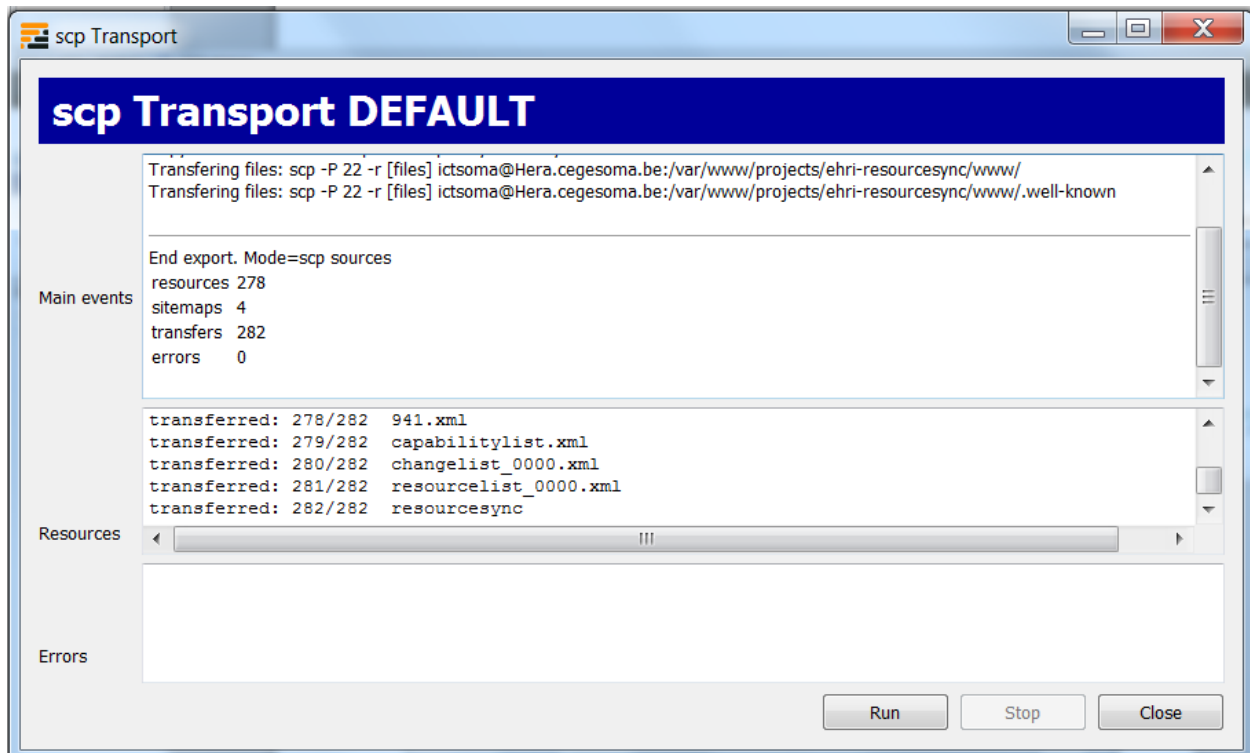 scp Transport
scp Transport DEFAULT
Transfering files: scp -P 22 -r [files] ictsoma@Hera.cegesoma.be:/var/www/projects/ehri-resourcesync/www/
Transfering files: scp -P 22 -r [files] ictsoma@Hera.cegesoma.be:/var/www/projects/ehri-resourcesync/www/.well-known
End export. Mode=scp sources
resources 278
Main events
sitemaps 4
transfers 282
errors 0
transferred: 278/282 941.xml
transferred: 279/282 capabilitylist.xml
transferred: 280/282 changelist_0000.xml
transferred: 281/282 resourcelist_0000.xml
transferred: 282/282 resourcesync
Resources
Errors
Run Stop Close